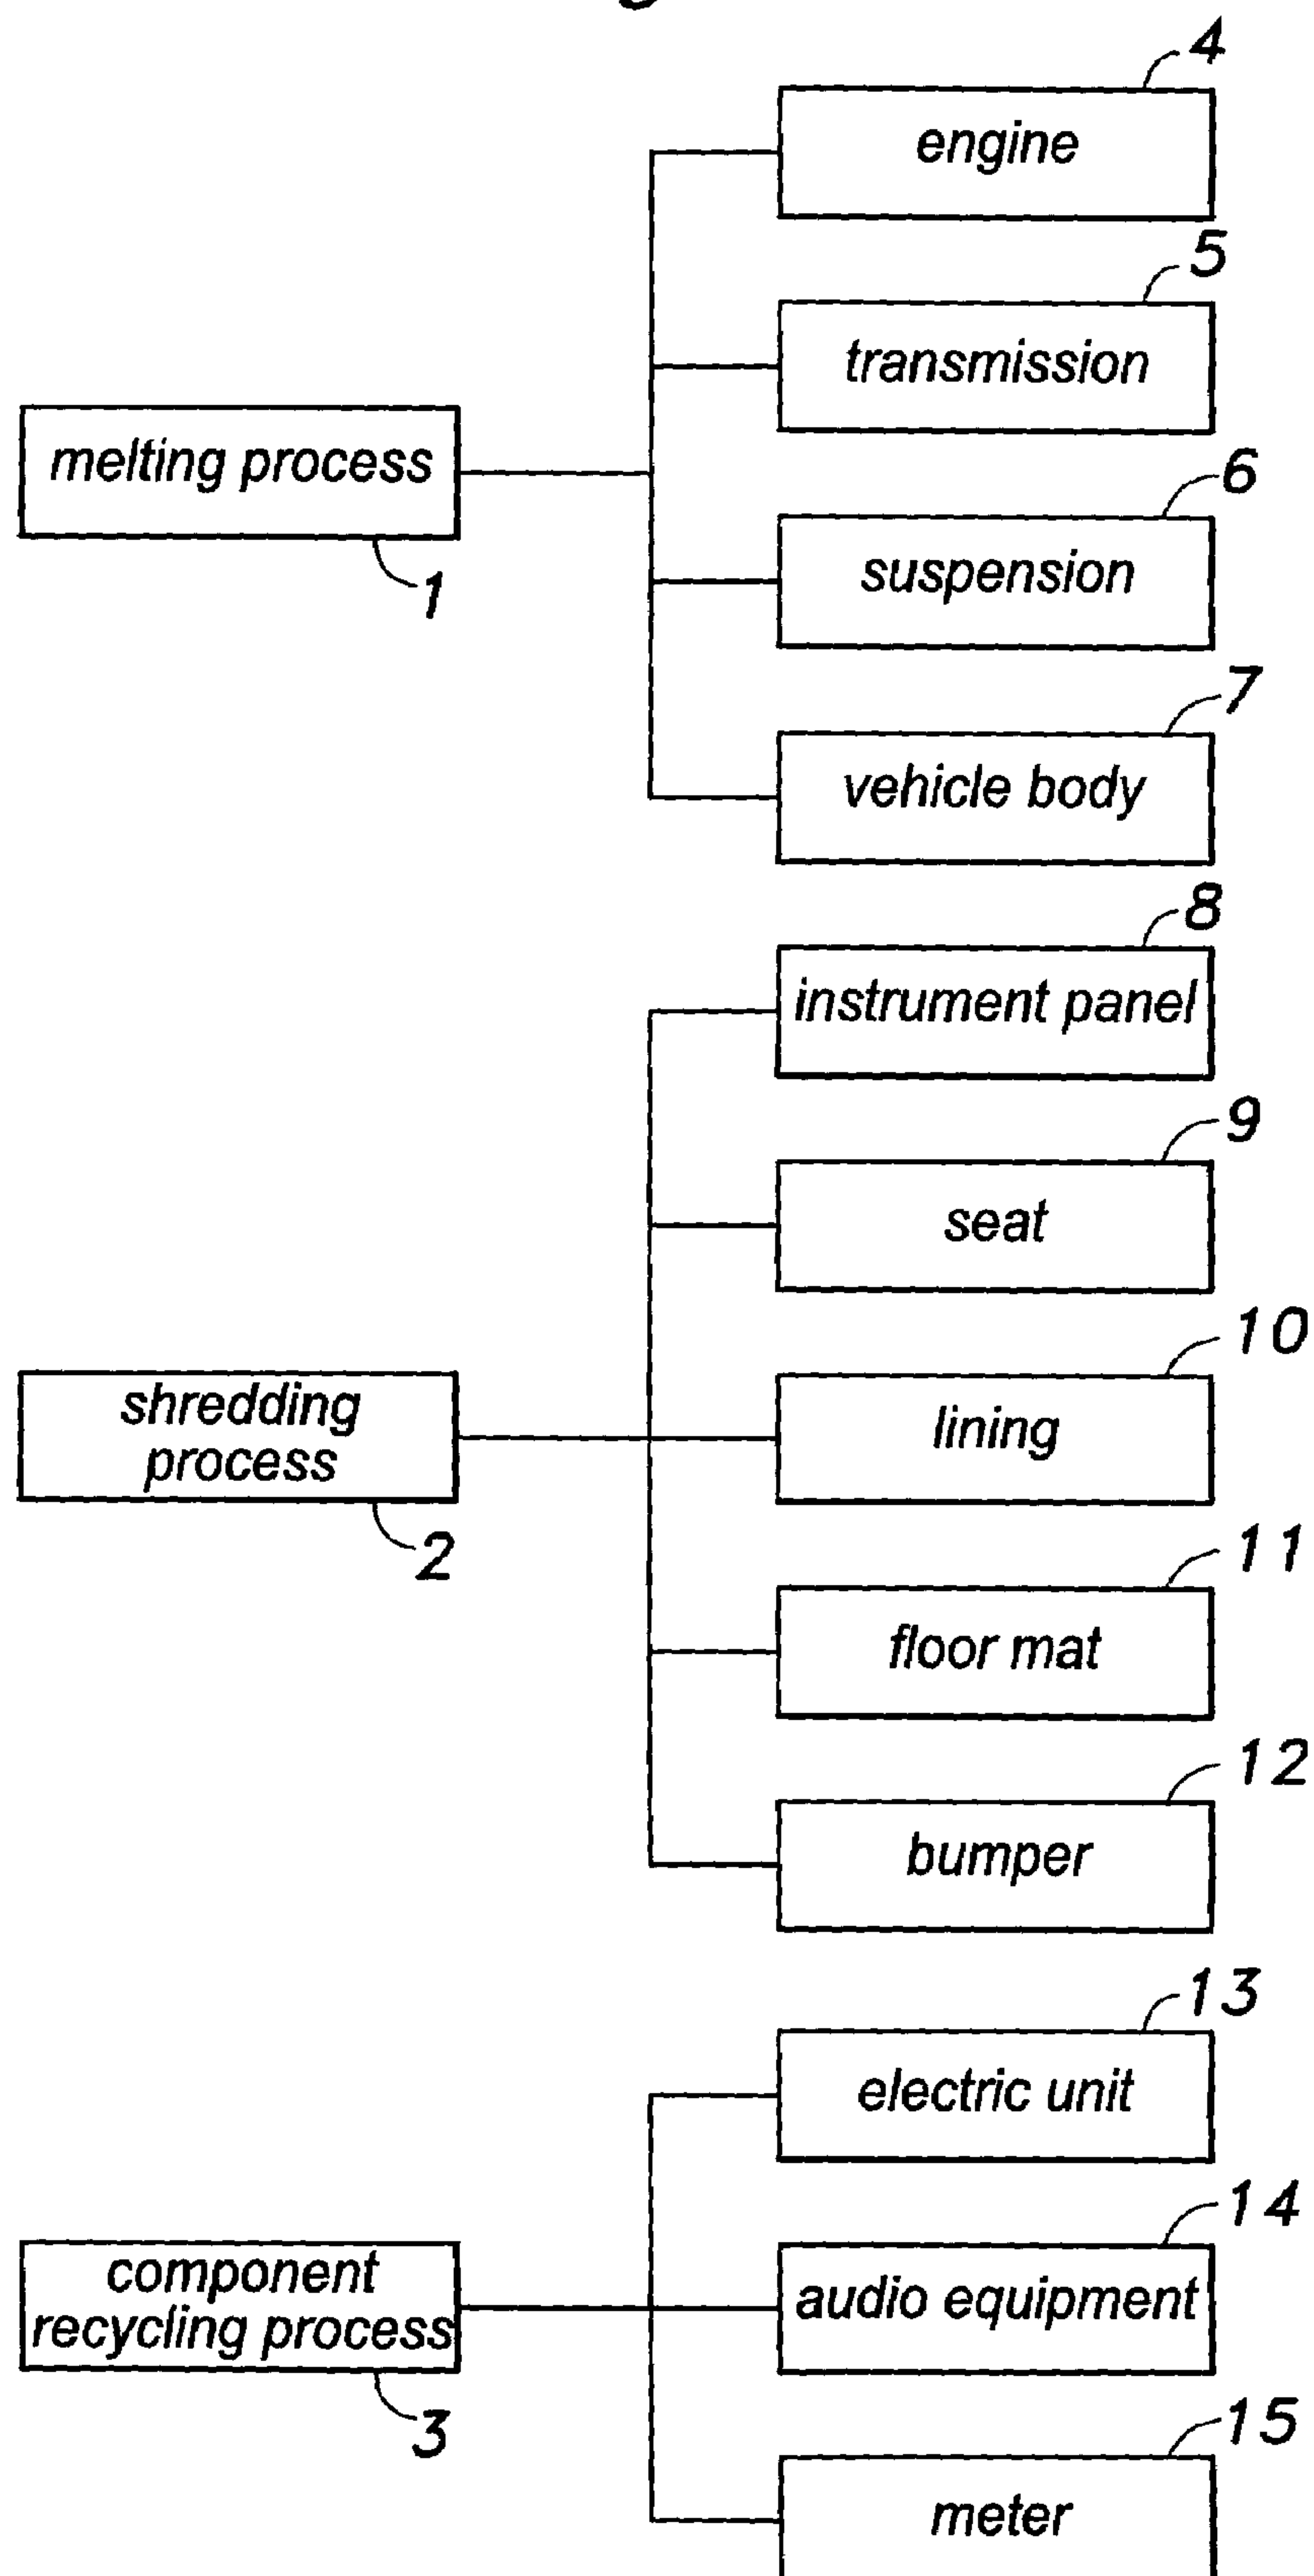 4
engine
5
transmission
melting process
1
6
suspension
7
vehicle body
8
instrument panel
9
seat
10
lining
shredding
process
2
11
floor mat
12
bumper
13
electric unit
14
audio equipment
component
recycling process
3
15
meter